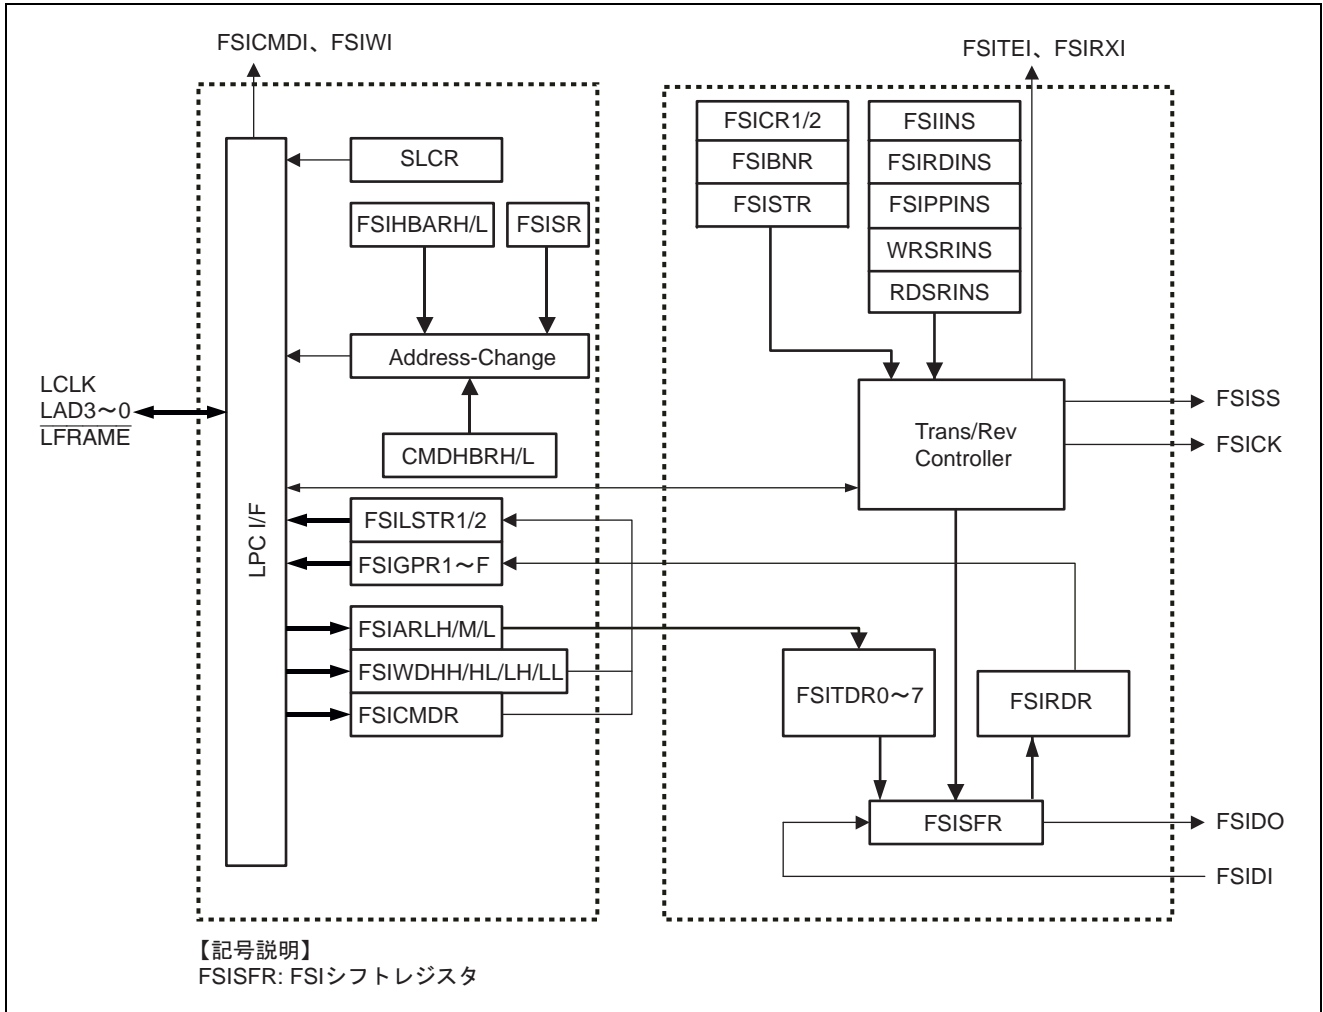 FSICMDI、FSIWI
FSITEI、FSIRXI
SLCR
FSIHBARH/L
FSISR
Address-Change
CMDHBRH/L
LCLK
LAD3～0
LFRAME
LPC I/F
FSILSTR1/2
FSIGPR1～F
FSIARLH/M/L
FSIWDHH/HL/LH/LL
FSICMDR
FSICR1/2
FSIBNR
FSISTR
FSIINS
FSIRDINS
FSIPPINS
WRSRINS
RDSRINS
Trans/Rev
Controller
FSISS
FSICK
FSITDR0～7
FSIRDR
FSISFR
FSIDO
FSIDI
【記号説明】
FSISFR: FSIシフトレジスタ